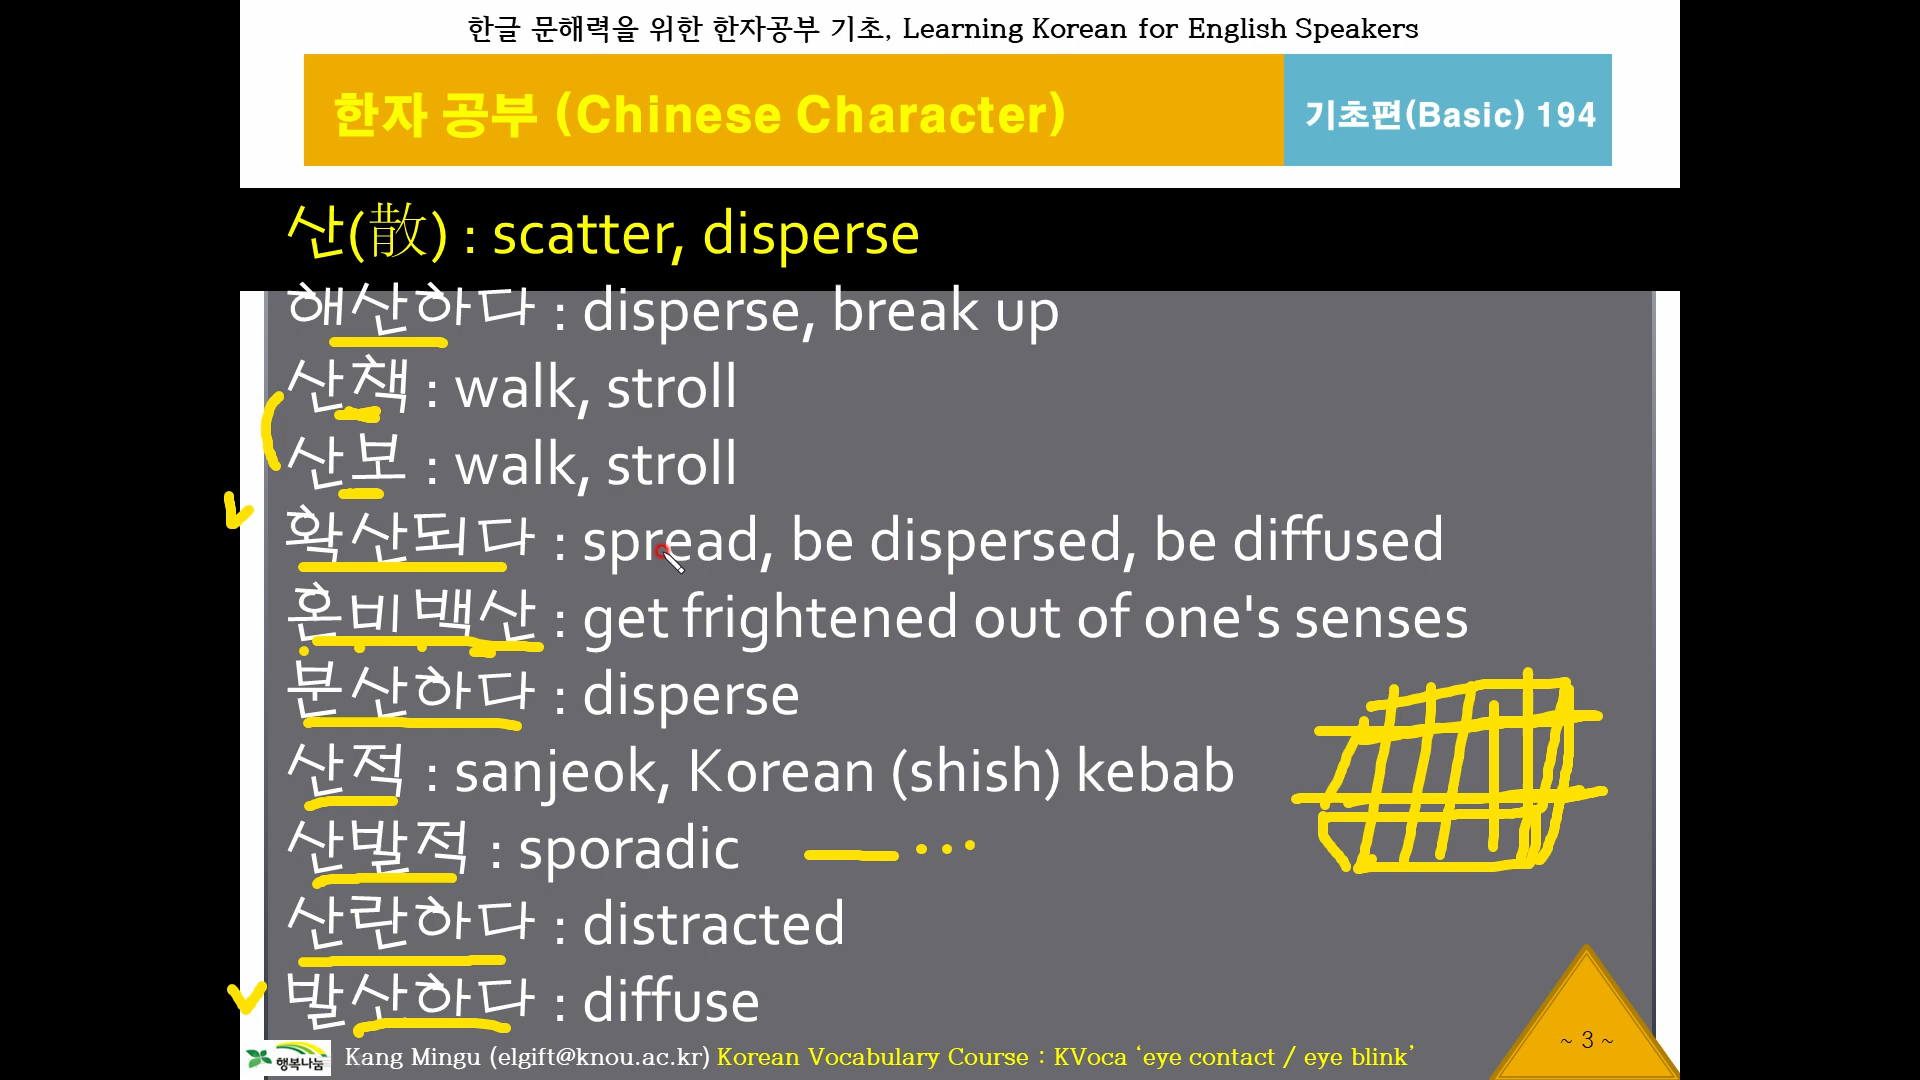 한글 문해력을 위한 한자공부 기초, Learning Korean for English Speakers
한자 공부 (Chinese Character)
기초편(Basic) 194
산(散) : scatter, disperse
해산하다 : disperse, break up
산책 : walk, stroll
산보 : walk, stroll
확산되다 : spread, be dispersed, be diffused
혼비백산 : get frightened out of one's senses
분산하다 : disperse
산적 : sanjeok, Korean (shish) kebab
산발적 : sporadic
산란하다 : distracted
발산하다 : diffuse
~ 3 ~
행복나눔
Kang Mingu (elgift@knou.ac.kr) Korean Vocabulary Course : KVoca ‘eye contact / eye blink’